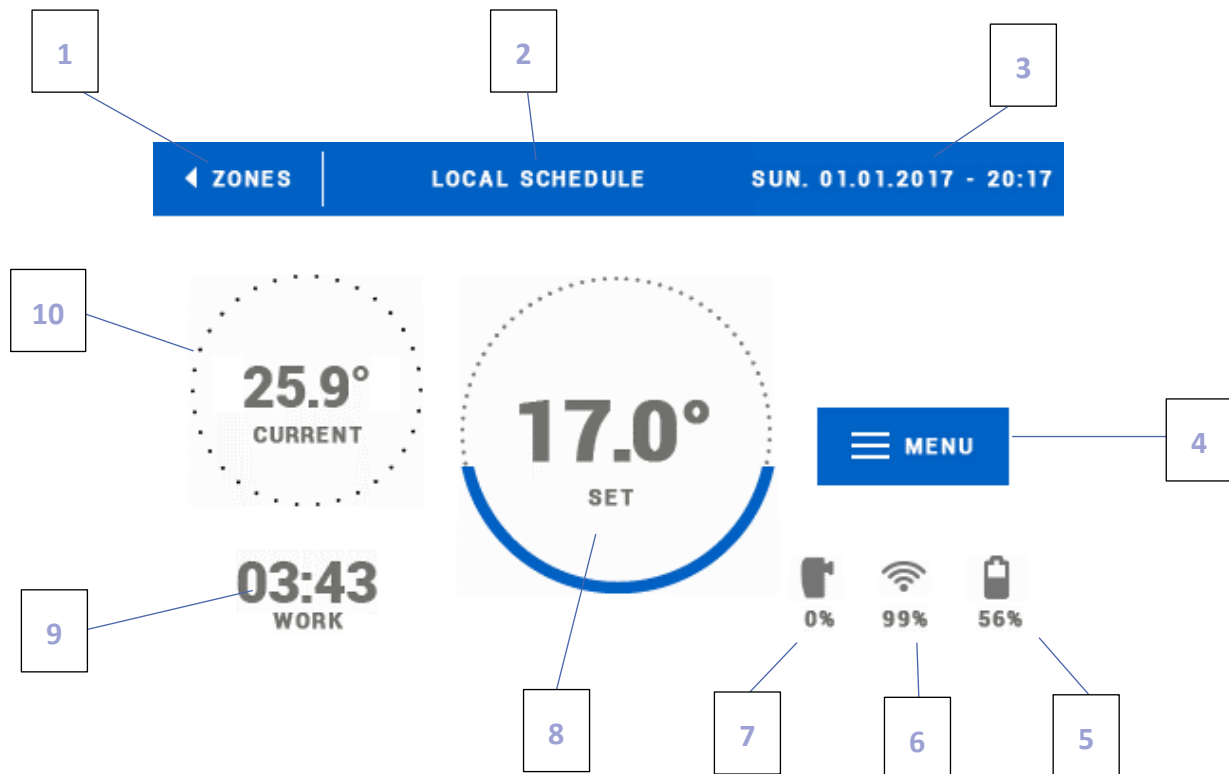 1
2
3
ZONES
LOCAL SCHEDULE
SUN. 01.01.2017 - 20:17
10
25.9°
CURRENT
17.0°
SET
MENU
4
03:43
WORK
0%
99%
56%
9
8
7
6
5